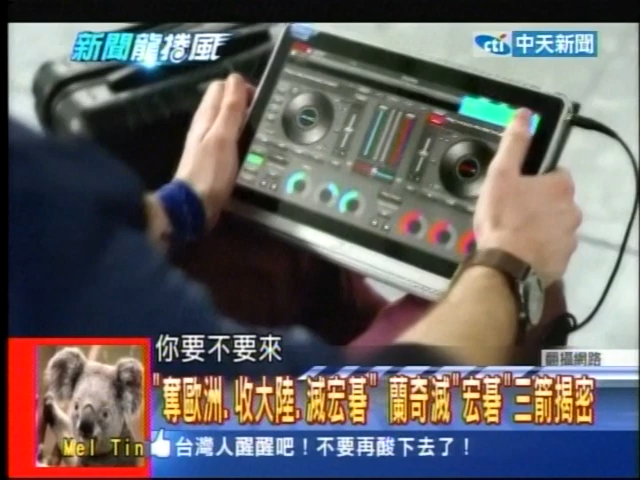 新聞龍捲風
cti 中天新聞
你要不要來
翻攝網路
"奪歐洲.收大陸.滅宏碁" 蘭奇滅"宏碁"三箭揭密
Mel Tin
台灣人醒醒吧!不要再酸下去了!